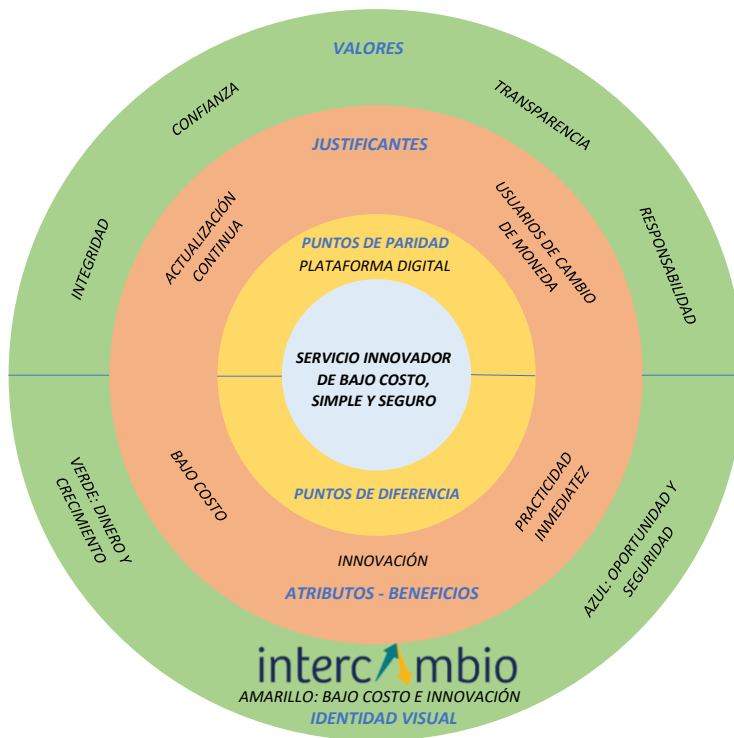 VALORES
CONFIANZA
TRANSPARENCIA
INTEGRIDAD
RESPONSABILIDAD
JUSTIFICANTES
ACTUALIZACIÓN
CONTINUA
USUARIOS DE CAMBIO
DE MONEDA
PUNTOS DE PARIDAD
PLATAFORMA DIGITAL
SERVICIO INNOVADOR
DE BAJO COSTO,
SIMPLE Y SEGURO
PUNTOS DE DIFERENCIA
BAJO COSTO
PRACTICIDAD
INMEDIATEZ
INNOVACIÓN
ATRIBUTOS - BENEFICIOS
VERDE: DINERO Y
CRECIMIENTO
AZUL: OPORTUNIDAD Y
SEGURIDAD
intercambio
AMARILLO: BAJO COSTO E INNOVACIÓN
IDENTIDAD VISUAL